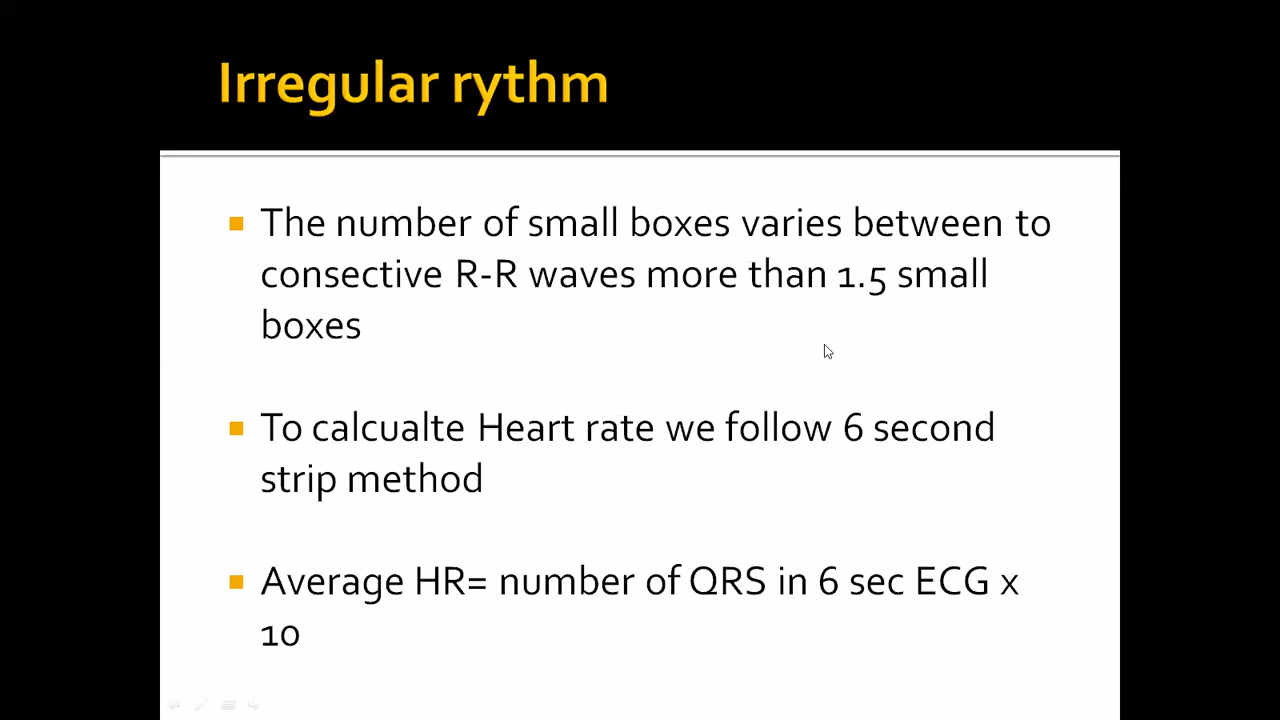 Irregular rythm
The number of small boxes varies between to
consective R-R waves more than 1.5 small
boxes
To calcualte Heart rate we follow 6 second
strip method
Average HR= number of QRS in 6 sec ECG x
10